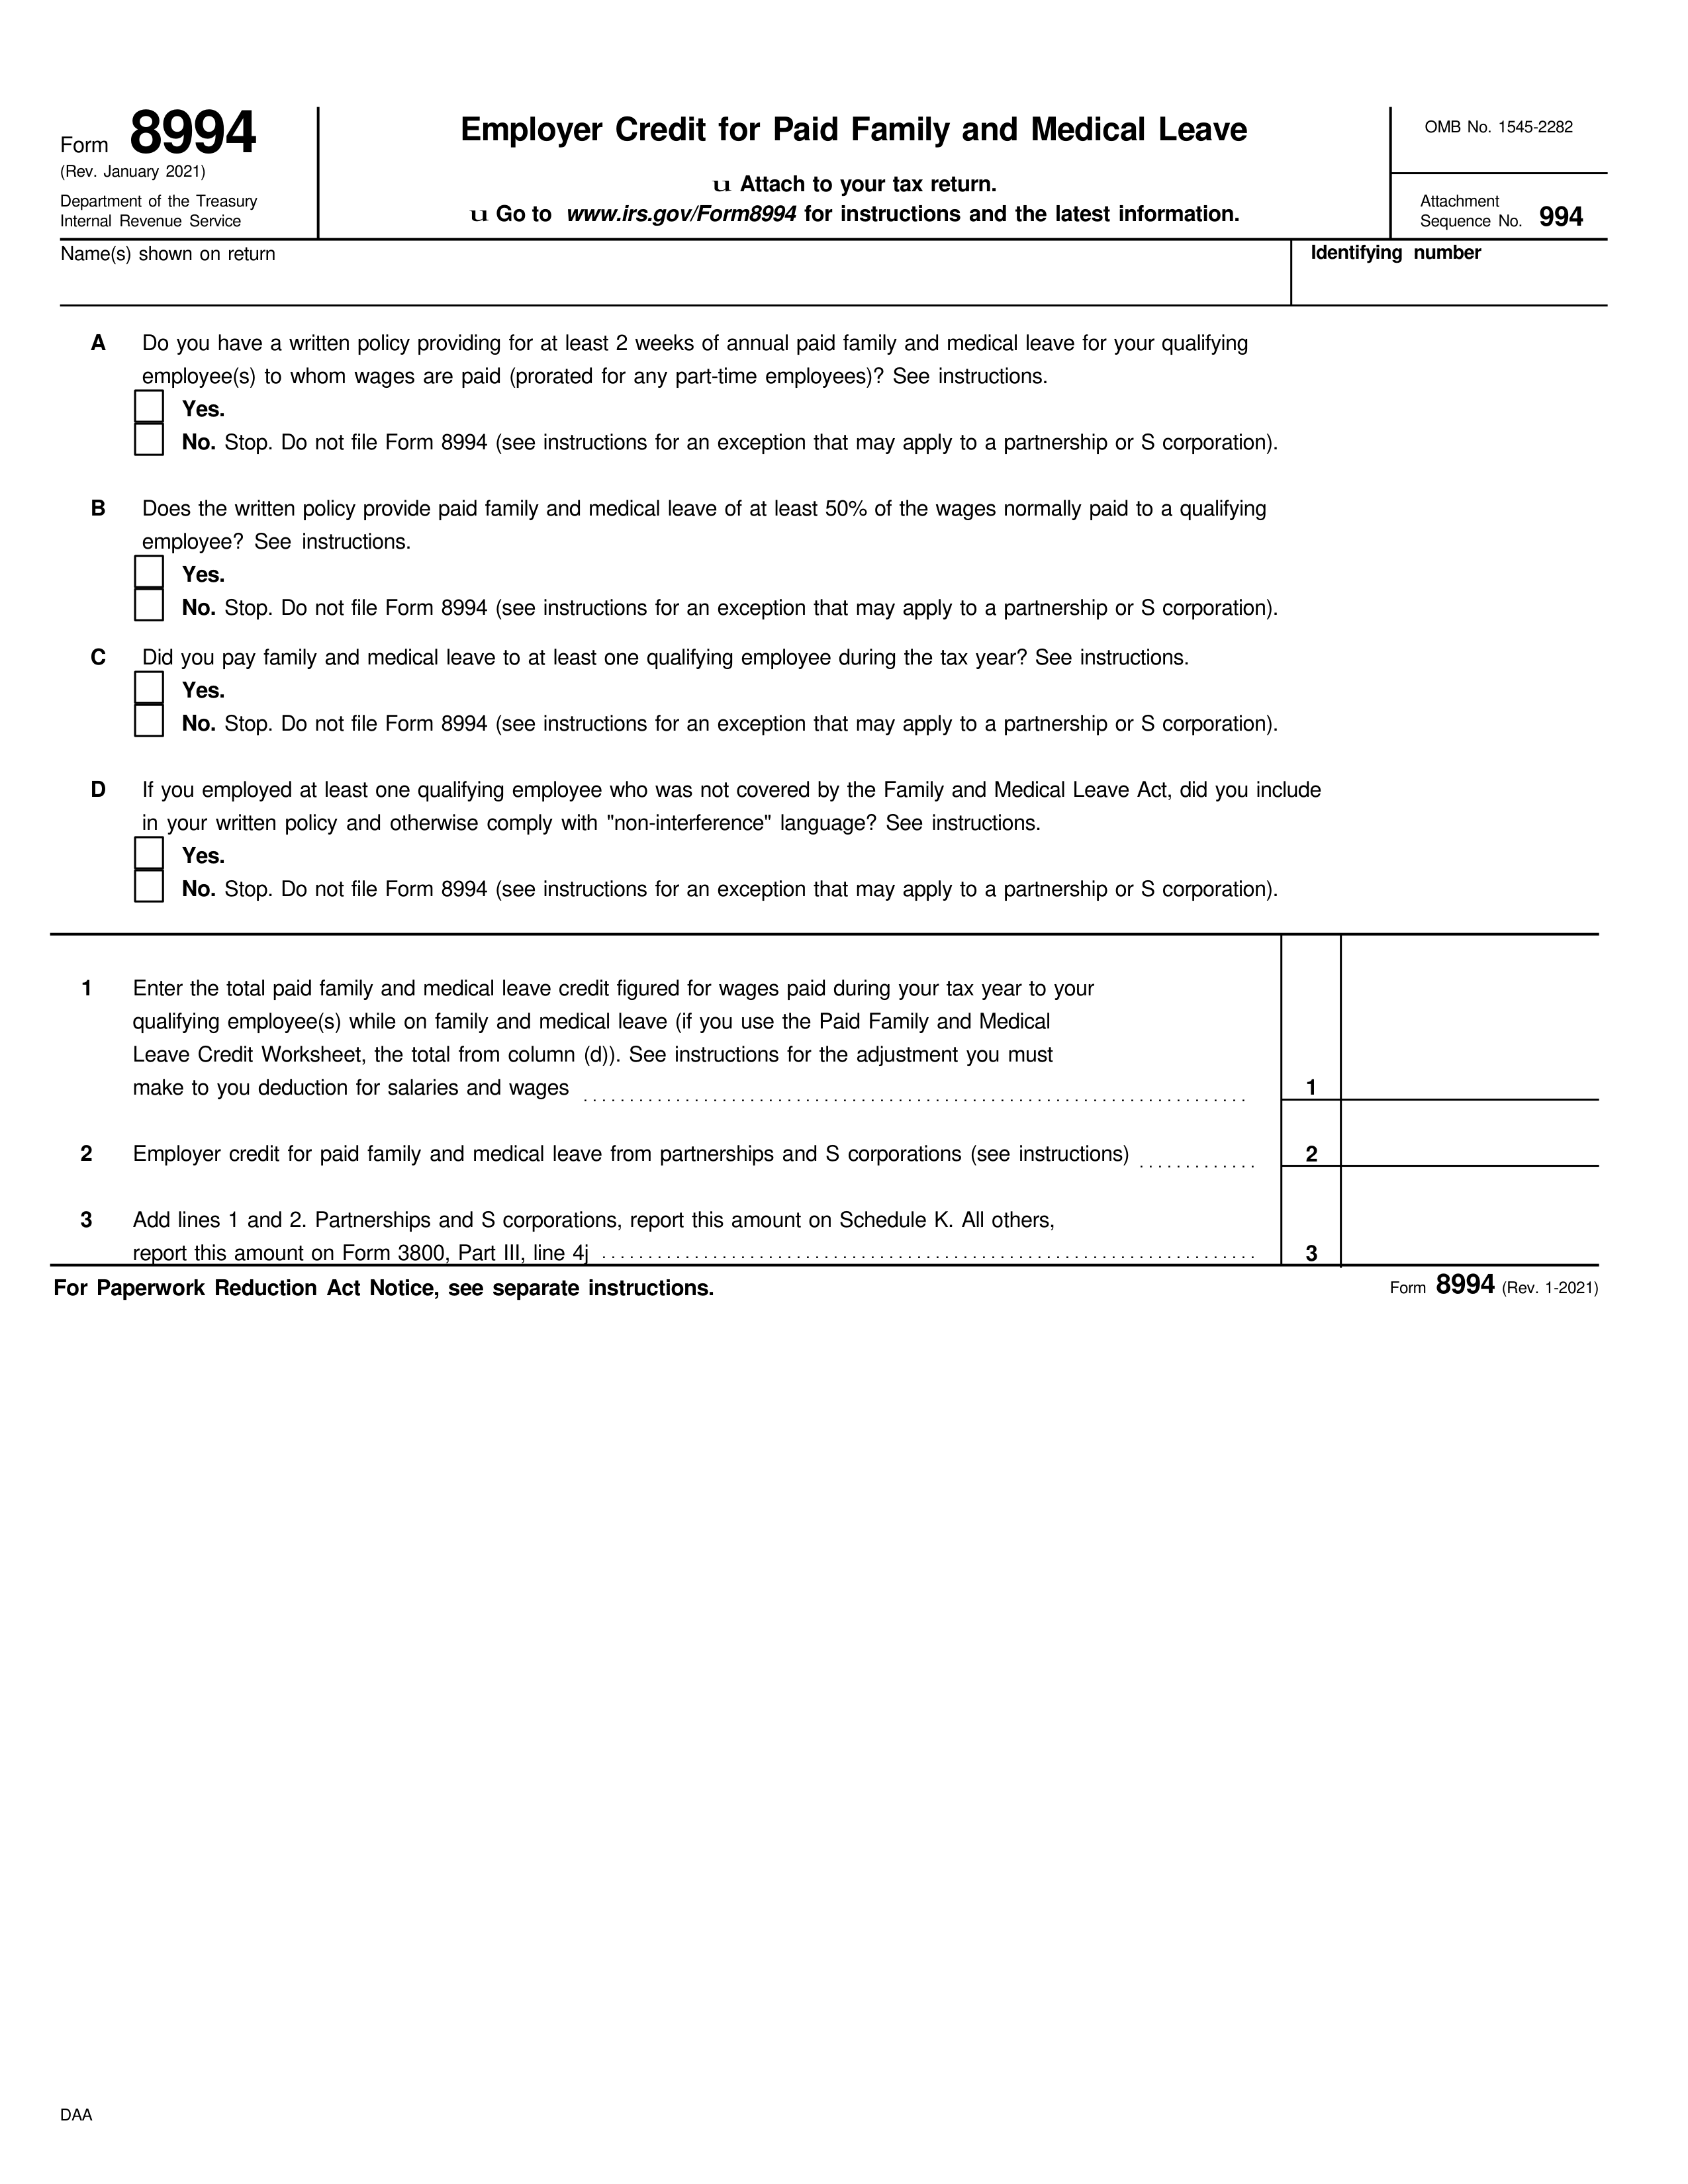 Form 8994
(Rev. January 2021)
Department of the Treasury
Internal Revenue Service
Employer Credit for Paid Family and Medical Leave
u Attach to your tax return.
u Go to www.irs.gov/Form8994 for instructions and the latest information.
OMB No. 1545-2282
Attachment
Sequence No. 994
Name(s) shown on return
Identifying number
A Do you have a written policy providing for at least 2 weeks of annual paid family and medical leave for your qualifying
employee(s) to whom wages are paid (prorated for any part-time employees)? See instructions.
Yes.
No. Stop. Do not file Form 8994 (see instructions for an exception that may apply to a partnership or S corporation).
B Does the written policy provide paid family and medical leave of at least 50% of the wages normally paid to a qualifying
employee? See instructions.
Yes.
No. Stop. Do not file Form 8994 (see instructions for an exception that may apply to a partnership or S corporation).
C Did you pay family and medical leave to at least one qualifying employee during the tax year? See instructions.
Yes.
No. Stop. Do not file Form 8994 (see instructions for an exception that may apply to a partnership or S corporation).
D If you employed at least one qualifying employee who was not covered by the Family and Medical Leave Act, did you include
in your written policy and otherwise comply with "non-interference" language? See instructions.
Yes.
No. Stop. Do not file Form 8994 (see instructions for an exception that may apply to a partnership or S corporation).
1 Enter the total paid family and medical leave credit figured for wages paid during your tax year to your
qualifying employee(s) while on family and medical leave (if you use the Paid Family and Medical
Leave Credit Worksheet, the total from column (d)). See instructions for the adjustment you must
make to you deduction for salaries and wages 1
2 Employer credit for paid family and medical leave from partnerships and S corporations (see instructions) 2
3 Add lines 1 and 2. Partnerships and S corporations, report this amount on Schedule K. All others,
report this amount on Form 3800, Part III, line 4j 3
For Paperwork Reduction Act Notice, see separate instructions.
Form 8994 (Rev. 1-2021)
DAA